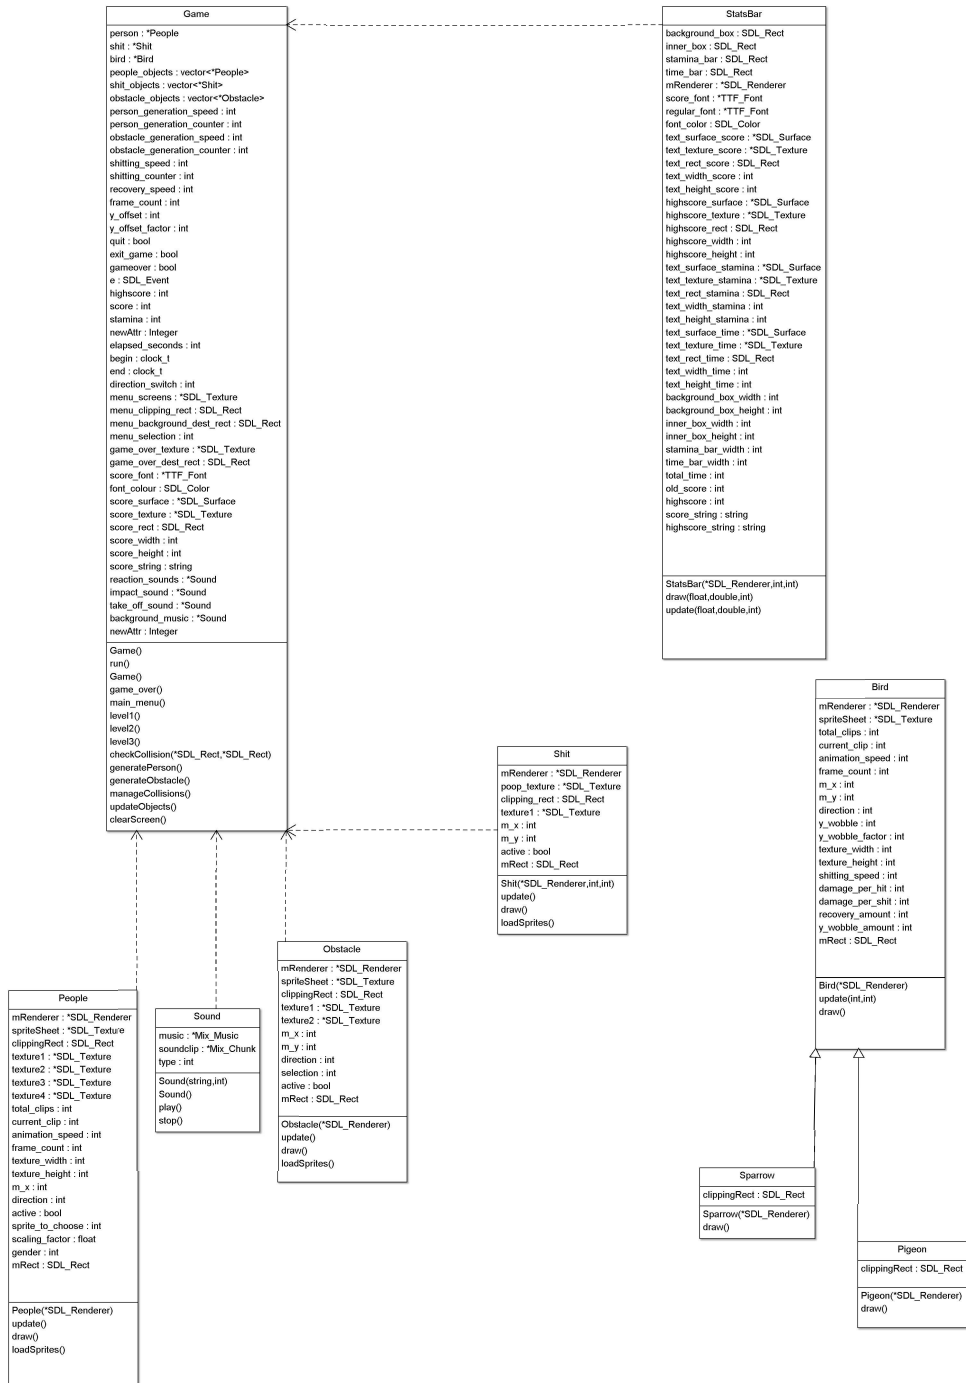 Game
person : *People
shit : *Shit
bird : *Bird
people_objects : vector<*People>
shit_objects : vector<*Shit>
obstacle_objects : vector<*Obstacle>
person_generation_speed : int
person_generation_counter : int
obstacle_generation_speed : int
obstacle_generation_counter : int
shitting_speed : int
shitting_counter : int
recovery_speed : int
frame_count : int
y_offset : int
y_offset_factor : int
quit : bool
exit_game : bool
gameover : bool
e : SDL_Event
highscore : int
score : int
stamina : int
newAttr : Integer
elapsed_seconds : int
begin : clock_t
end : clock_t
direction_switch : int
menu_screens : *SDL_Texture
menu_clipping_rect : SDL_Rect
menu_background_dest_rect : SDL_Rect
menu_selection : int
game_over_texture : *SDL_Texture
game_over_dest_rect : SDL_Rect
score_font : *TTF_Font
font_colour : SDL_Color
score_surface : *SDL_Surface
score_texture : *SDL_Texture
score_rect : SDL_Rect
score_width : int
score_height : int
score_string : string
reaction_sounds : *Sound
impact_sound : *Sound
take_off_sound : *Sound
background_music : *Sound
newAttr : Integer
Game()
run()
Game()
game_over()
main_menu()
level1()
level2()
level3()
checkCollision(*SDL_Rect,*SDL_Rect)
generatePerson()
generateObstacle()
manageCollisions()
updateObjects()
clearScreen()
StatsBar
background_box : SDL_Rect
inner_box : SDL_Rect
stamina_bar : SDL_Rect
time_bar : SDL_Rect
mRenderer : *SDL_Renderer
score_font : *TTF_Font
regular_font : *TTF_Font
font_color : SDL_Color
text_surface_score : *SDL_Surface
text_texture_score : *SDL_Texture
text_rect_score : SDL_Rect
text_width_score : int
text_height_score : int
highscore_surface : *SDL_Surface
highscore_texture : *SDL_Texture
highscore_rect : SDL_Rect
highscore_width : int
highscore_height : int
text_surface_stamina : *SDL_Surface
text_texture_stamina : *SDL_Texture
text_rect_stamina : SDL_Rect
text_width_stamina : int
text_height_stamina : int
text_surface_time : *SDL_Surface
text_texture_time : *SDL_Texture
text_rect_time : SDL_Rect
text_width_time : int
text_height_time : int
background_box_width : int
background_box_height : int
inner_box_width : int
inner_box_height : int
stamina_bar_width : int
time_bar_width : int
total_time : int
old_score : int
highscore : int
score_string : string
highscore_string : string
StatsBar(*SDL_Renderer,int,int)
draw(float,double,int)
update(float,double,int)
Bird
mRenderer : *SDL_Renderer
spriteSheet : *SDL_Texture
total_clips : int
current_clip : int
animation_speed : int
frame_count : int
m_x : int
m_y : int
direction : int
y_wobble : int
y_wobble_factor : int
texture_width : int
texture_height : int
shitting_speed : int
damage_per_hit : int
damage_per_shit : int
recovery_amount : int
y_wobble_amount : int
mRect : SDL_Rect
Bird(*SDL_Renderer)
update(int,int)
draw()
Shit
mRenderer : *SDL_Renderer
poop_texture : *SDL_Texture
clipping_rect : SDL_Rect
texture1 : *SDL_Texture
m_x : int
m_y : int
active : bool
mRect : SDL_Rect
Shit(*SDL_Renderer,int,int)
update()
draw()
loadSprites()
Obstacle
mRenderer : *SDL_Renderer
spriteSheet : *SDL_Texture
clippingRect : SDL_Rect
texture1 : *SDL_Texture
texture2 : *SDL_Texture
m_x : int
m_y : int
direction : int
selection : int
active : bool
mRect : SDL_Rect
Obstacle(*SDL_Renderer)
update()
draw()
loadSprites()
People
mRenderer : *SDL_Renderer
spriteSheet : *SDL_Texture
clippingRect : SDL_Rect
texture1 : *SDL_Texture
texture2 : *SDL_Texture
texture3 : *SDL_Texture
texture4 : *SDL_Texture
total_clips : int
current_clip : int
animation_speed : int
frame_count : int
texture_width : int
texture_height : int
m_x : int
direction : int
active : bool
sprite_to_choose : int
scaling_factor : float
gender : int
mRect : SDL_Rect
People(*SDL_Renderer)
update()
draw()
loadSprites()
Sound
music : *Mix_Music
soundclip : *Mix_Chunk
type : int
Sound(string,int)
Sound()
play()
stop()
Sparrow
clippingRect : SDL_Rect
Sparrow(*SDL_Renderer)
draw()
Pigeon
clippingRect : SDL_Rect
Pigeon(*SDL_Renderer)
draw()